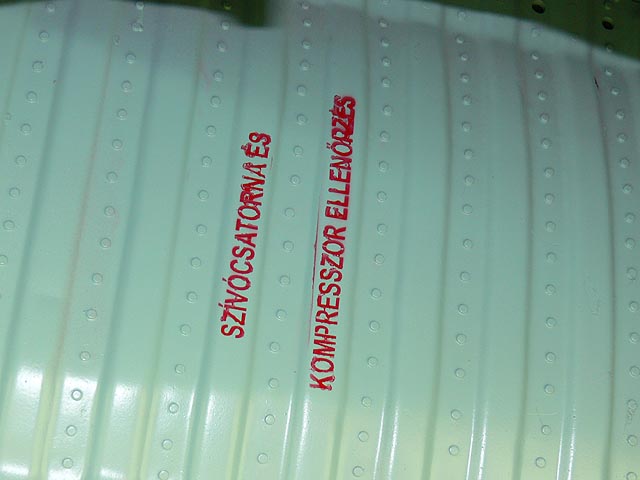 SZÍVÓCSATORNA ÉS
KOMPRESSZOR ELLENŐRZÉS